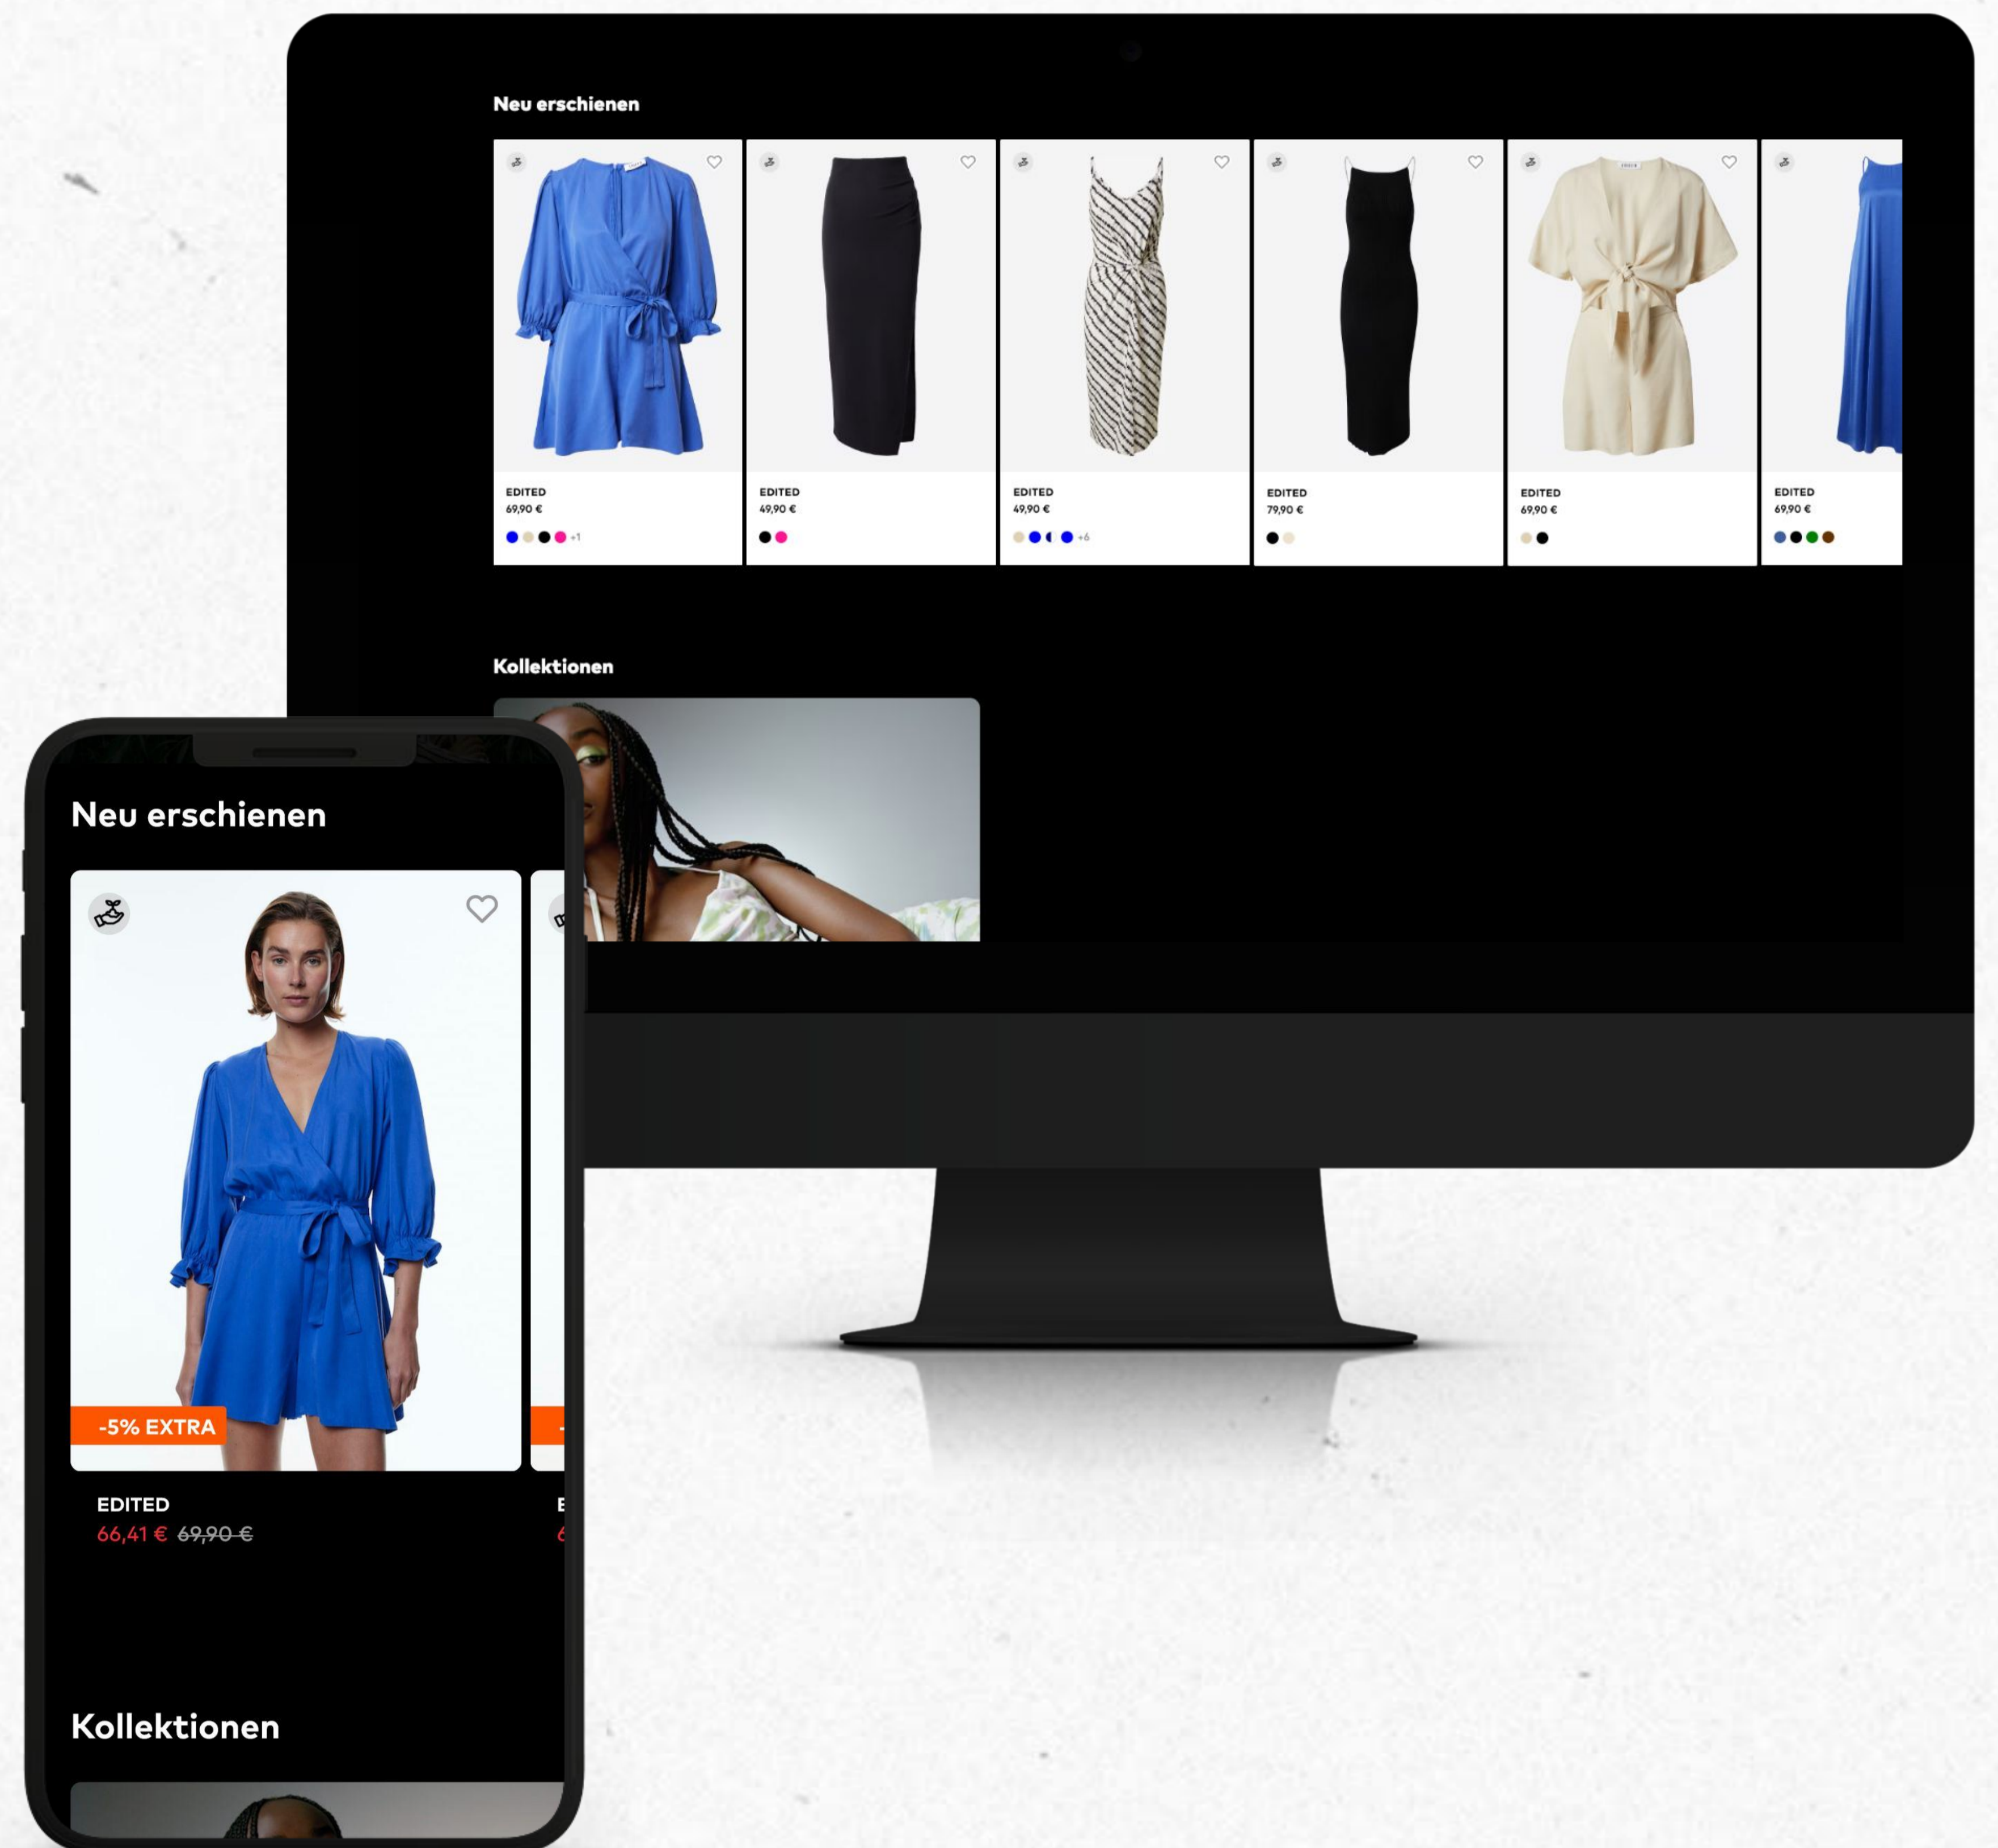 Neu erschienen
EDITED
69,90 €
+1
EDITED
49,90 €
EDITED
49,90 €
+6
EDITED
79,90 €
EDITED
69,90 €
EDITED
69,90 €
Kollektionen
Neu erschienen
-5% EXTRA
EDITED
66,41 € 69,90 €
Kollektionen